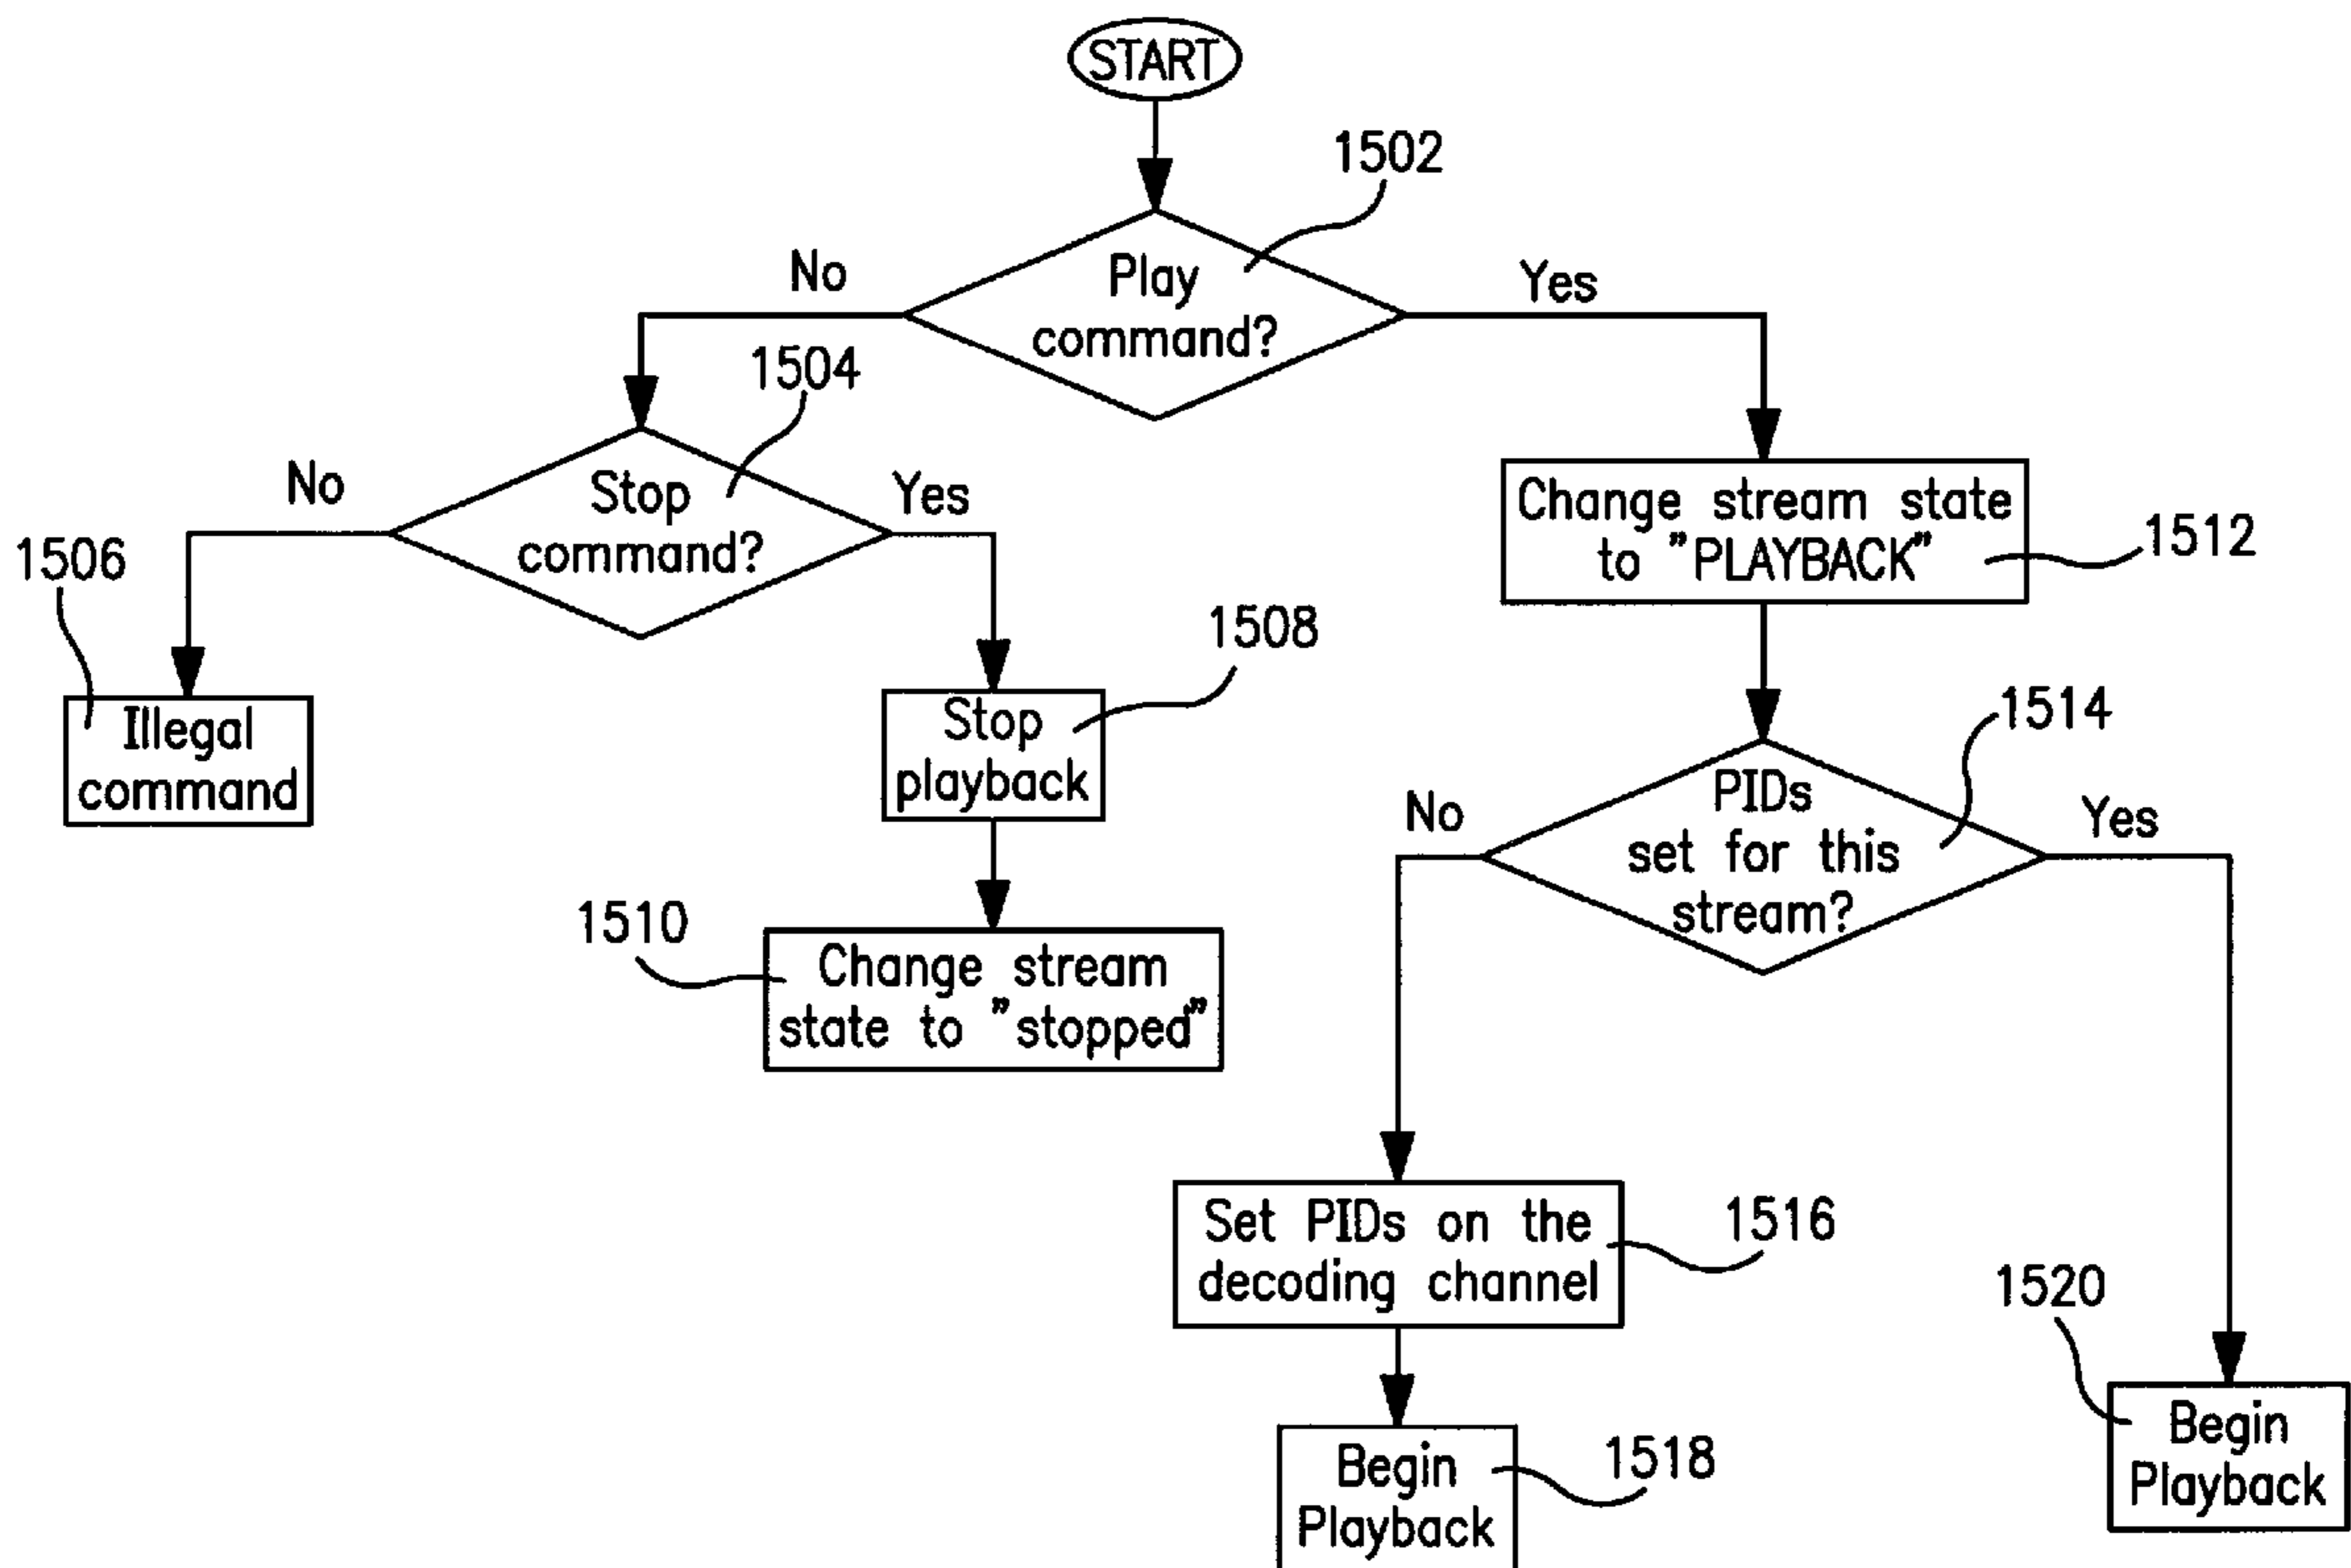 START
1502
Play
command?
No
Yes
1504
Stop
command?
No
Yes
1506
Illegal
command
1508
Stop
playback
1510
Change stream
state to "stopped"
Change stream state
to "PLAYBACK"
1512
1514
PIDs
set for this
stream?
No
Yes
Set PIDs on the
decoding channel
1516
Begin
Playback
1518
1520
Begin
Playback